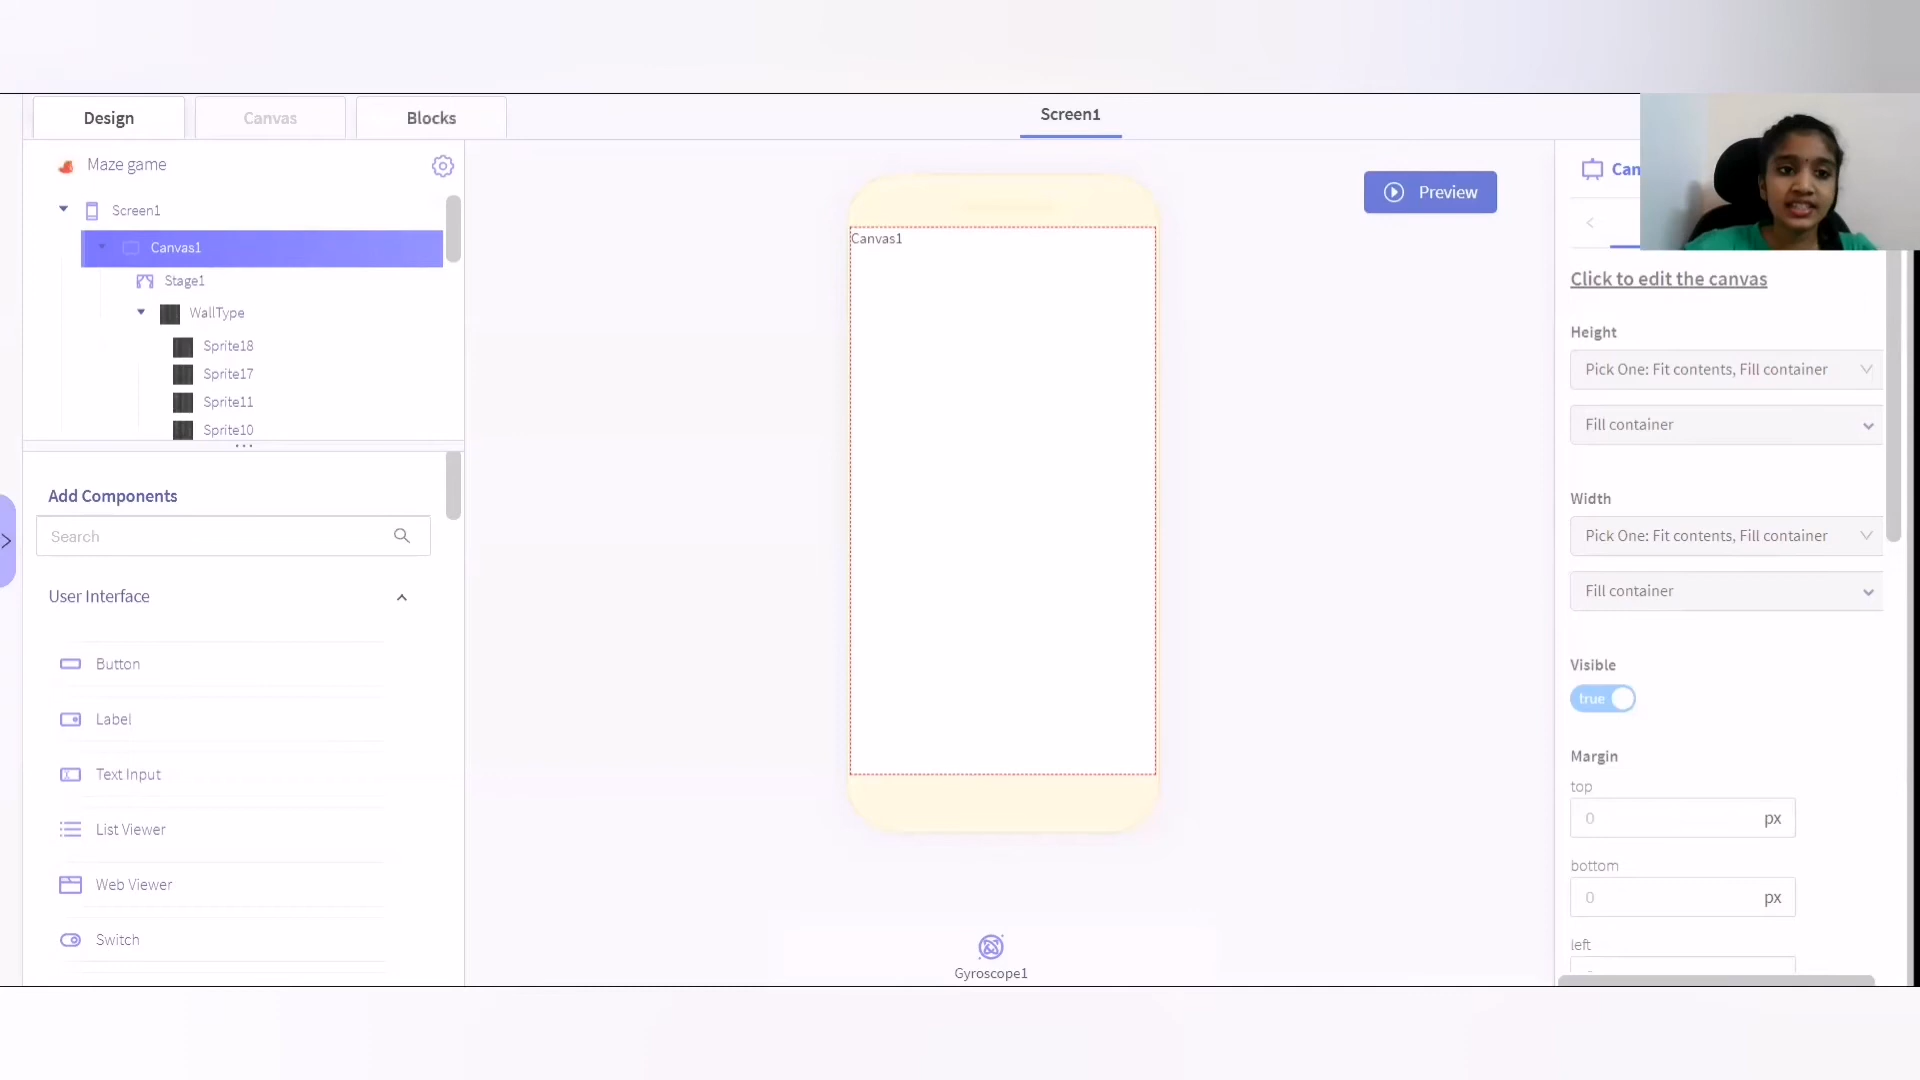 Design
Canvas
Blocks
Screen1
Maze game
Screen1
Canvas1
Stage1
WallType
Sprite18
Sprite17
Sprite11
Sprite10
Add Components
Search
User Interface
Button
Label
Text Input
List Viewer
Web Viewer
Switch
Preview
Canvas1
Gyroscope1
Can
Click to edit the canvas
Height
Pick One: Fit contents, Fill container
Fill container
Width
Pick One: Fit contents, Fill container
Fill container
Visible
true
Margin
top
0 px
bottom
0 px
left